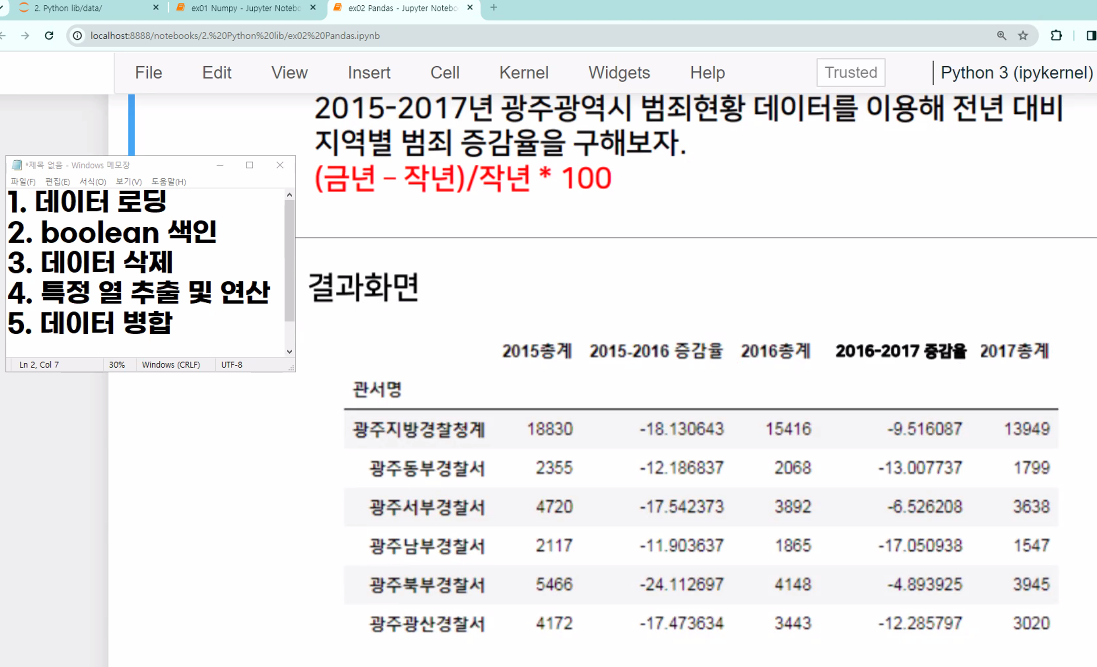 2. Python lib/data/
ex01 Numpy - Jupyter Notebo
ex02 Pandas - Jupyter Notebo
localhost:8888/notebooks/2.%20Python%20lib/ex02%20Pandas.ipynb
File Edit View Insert Cell Kernel Widgets Help Trusted Python 3 (ipykernel)
2015-2017년 광주광역시 범죄현황 데이터를 이용해 전년 대비
지역별 범죄 증감율을 구해보자.
(금년 – 작년)/작년 * 100
*제목 없음 - Windows 메모장
파일(F) 편집(E) 서식(O) 보기(V) 도움말(H)
1. 데이터 로딩
2. boolean 색인
3. 데이터 삭제
4. 특정 열 추출 및 연산
5. 데이터 병합
Ln 2, Col 7 30% Windows (CRLF) UTF-8
결과화면
2015총계 2015-2016 증감율 2016총계 2016-2017 증감율 2017총계
관서명
광주지방경찰청계 18830 -18.130643 15416 -9.516087 13949
광주동부경찰서 2355 -12.186837 2068 -13.007737 1799
광주서부경찰서 4720 -17.542373 3892 -6.526208 3638
광주남부경찰서 2117 -11.903637 1865 -17.050938 1547
광주북부경찰서 5466 -24.112697 4148 -4.893925 3945
광주광산경찰서 4172 -17.473634 3443 -12.285797 3020